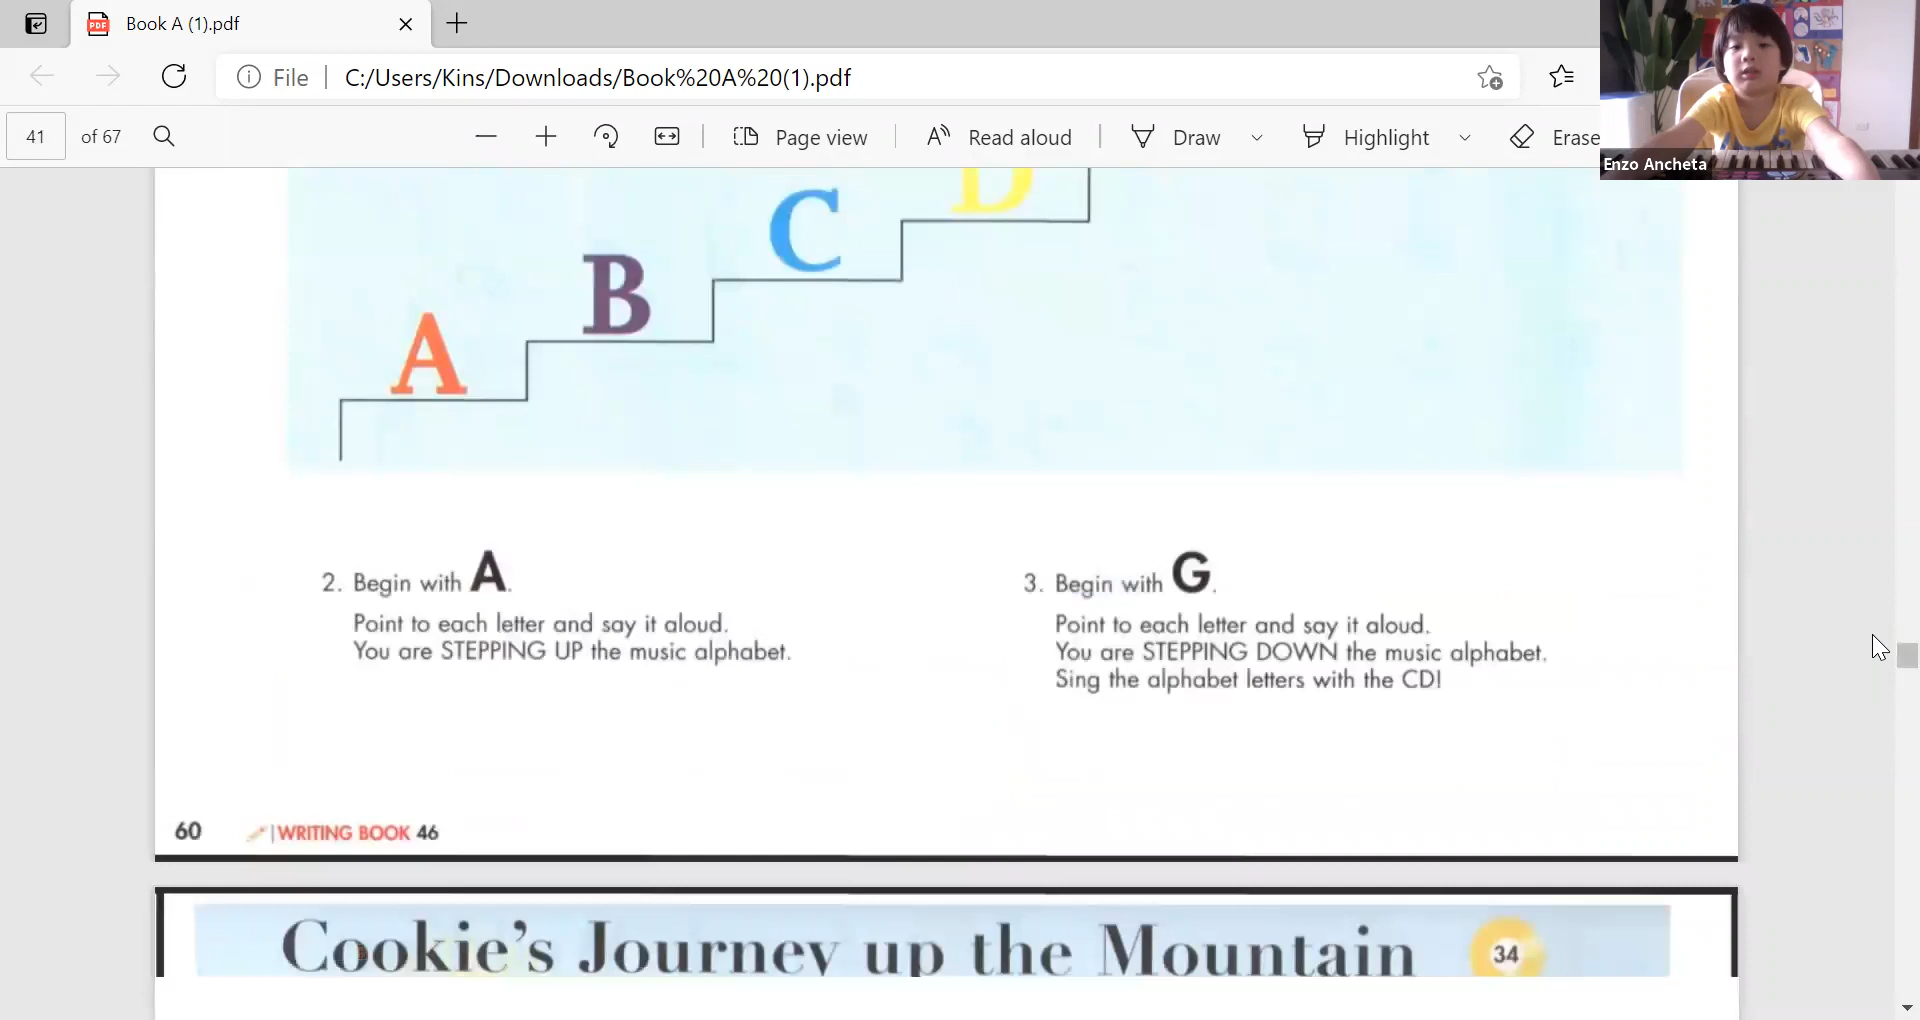 Book A (1).pdf
File | C:/Users/Kins/Downloads/Book%20A%20(1).pdf
41 of 67
Page view
Read aloud
Draw
Highlight
Erase
Enzo Ancheta
D
C
B
A
2. Begin with A.
Point to each letter and say it aloud.
You are STEPPING UP the music alphabet.
3. Begin with G.
Point to each letter and say it aloud.
You are STEPPING DOWN the music alphabet.
Sing the alphabet letters with the CD!
60 | WRITING BOOK 46
Cookie's Journey up the Mountain 34